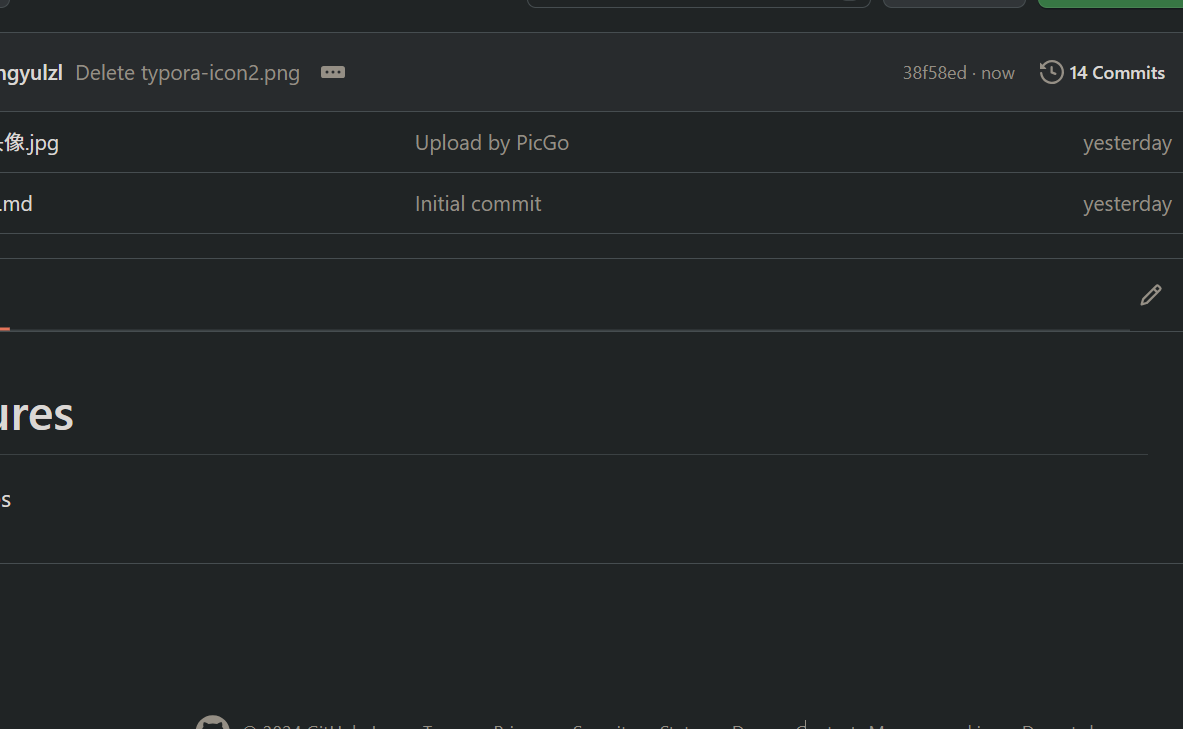 ngyulzl Delete typora-icon2.png 38f58ed · now 14 Commits
像.jpg Upload by PicGo yesterday
.md Initial commit yesterday
ures
s